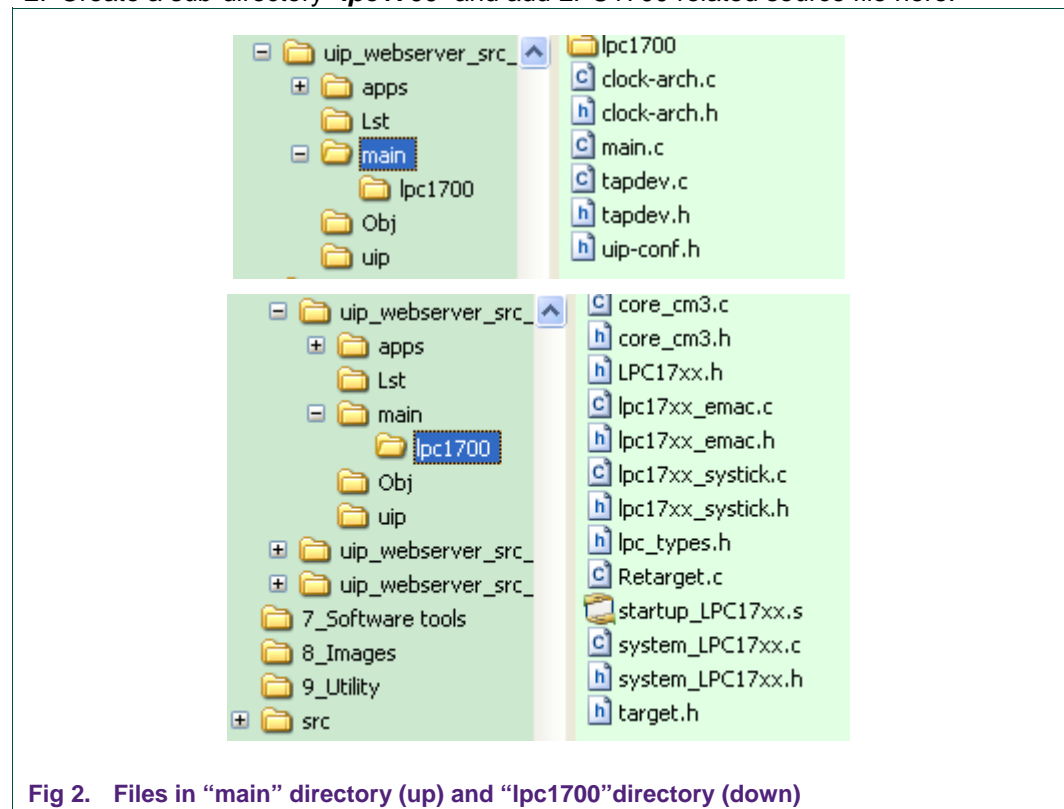 uip_webserver_src_
apps
Lst
main
lpc1700
Obj
uip
lpc1700
clock-arch.c
clock-arch.h
main.c
tapdev.c
tapdev.h
uip-conf.h
uip_webserver_src_
apps
Lst
main
lpc1700
Obj
uip
uip_webserver_src_
uip_webserver_src_
7_Software tools
8_Images
9_Utility
src
core_cm3.c
core_cm3.h
LPC17xx.h
lpc17xx_emac.c
lpc17xx_emac.h
lpc17xx_systick.c
lpc17xx_systick.h
lpc_types.h
Retarget.c
startup_LPC17xx.s
system_LPC17xx.c
system_LPC17xx.h
target.h
Fig 2. Files in “main” directory (up) and “lpc1700”directory (down)